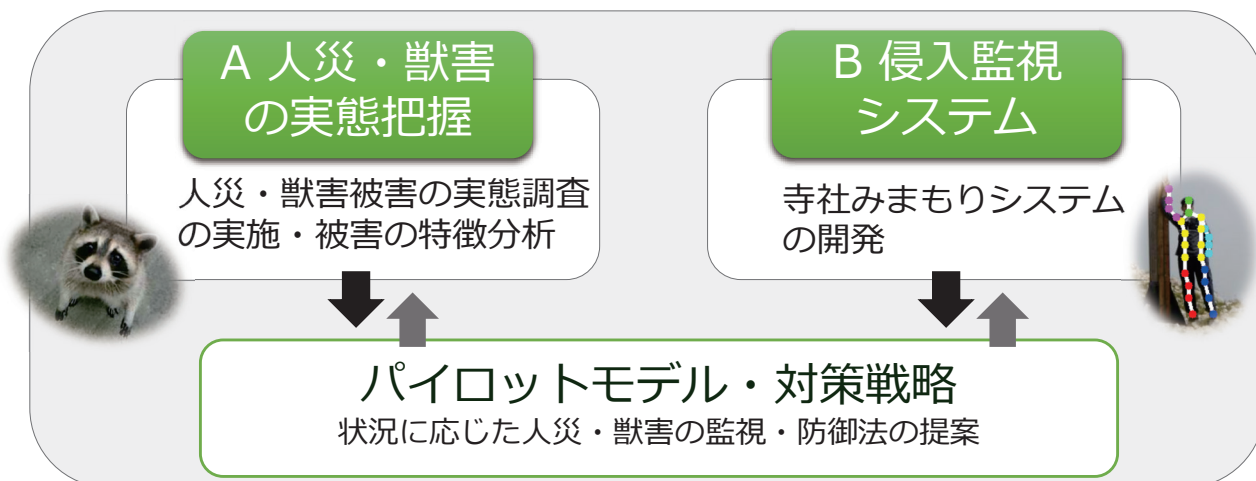 A 人災・獣害
の実態把握
人災・獣害被害の実態調査
の実施・被害の特徴分析
B 侵入監視
システム
寺社みまもりシステム
の開発
パイロットモデル・対策戦略
状況に応じた人災・獣害の監視・防御法の提案